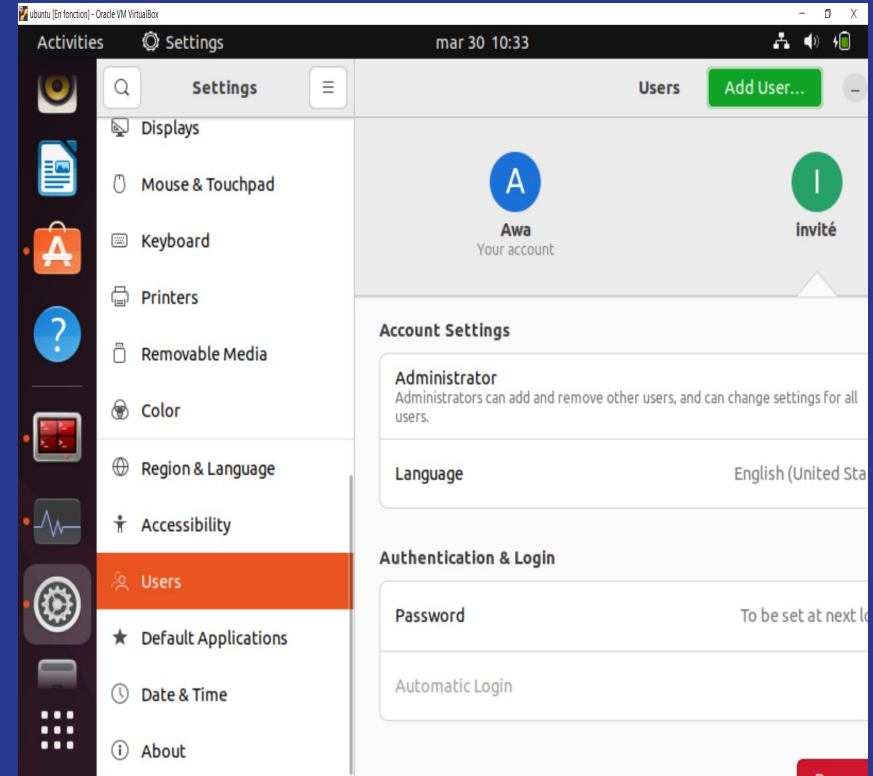 ubuntu [En fonction] - Oracle VM VirtualBox
Activities Settings mar 30 10:33
Settings Users Add User...
Displays
Mouse & Touchpad
Keyboard
Printers
Removable Media
Color
Region & Language
Accessibility
Users
Default Applications
Date & Time
About
A
Awa
Your account
I
invité
Account Settings
Administrator
Administrators can add and remove other users, and can change settings for all
users.
Language English (United Sta
Authentication & Login
Password To be set at next lo
Automatic Login